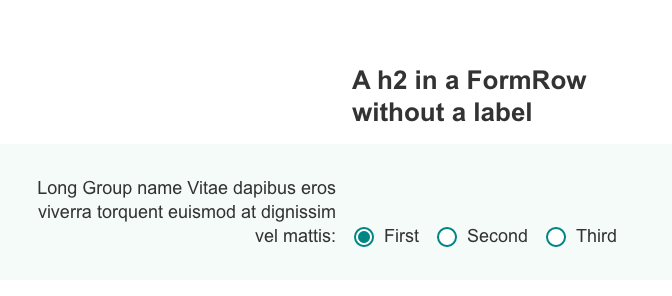 A h2 in a FormRow
without a label
Long Group name Vitae dapibus eros
viverra torquent euismod at dignissim
vel mattis: First Second Third